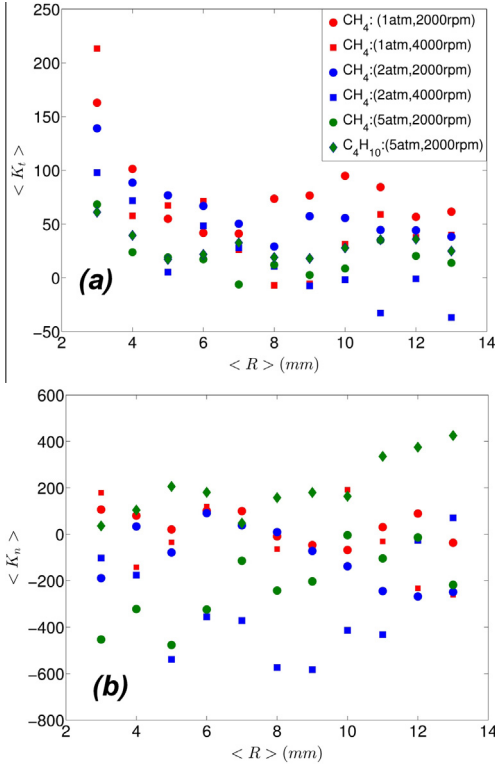 250
200
150
100
50
0
−50
< K_t >
CH4: (1atm,2000rpm)
CH4:(1atm,4000rpm)
CH4:(2atm,2000rpm)
CH4:(2atm,4000rpm)
CH4:(5atm,2000rpm)
C4H10:(5atm,2000rpm)
(a)
2 4 6 8 10 12 14
< R > (mm)
600
400
200
0
−200
−400
−600
−800
< K_n >
(b)
2 4 6 8 10 12 14
< R > (mm)